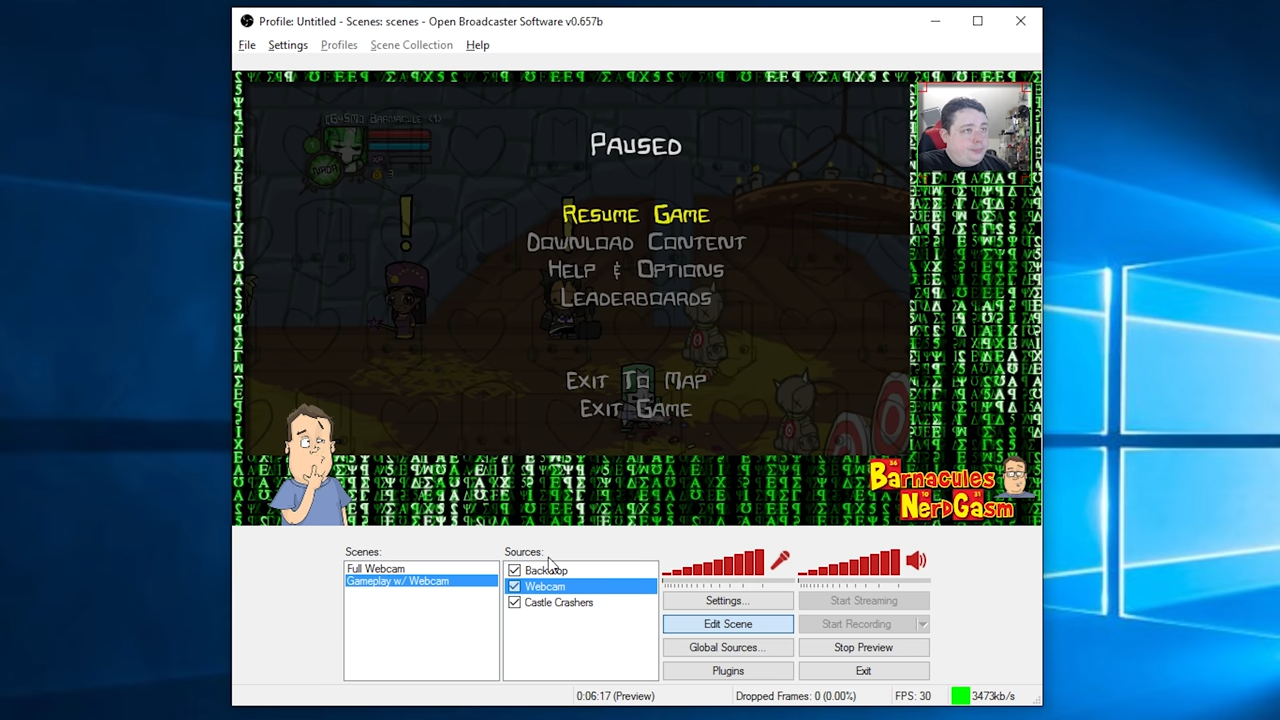 Profile: Untitled - Scenes: scenes - Open Broadcaster Software v0.657b
File Settings Profiles Scene Collection Help
[G4SM] Barnacule (1)
Paused
Resume Game
Download Content
Help & Options
Leaderboards
Exit To Map
Exit Game
Barnacules
NerdGasm
Scenes:
Full Webcam
Gameplay w/ Webcam
Sources:
Webcam
Castle Crashers
Settings...
Start Streaming
Edit Scene
Start Recording
Global Sources...
Stop Preview
Plugins
Exit
0:06:17 (Preview)
Dropped Frames: 0 (0.00%)
FPS: 30
3473kb/s